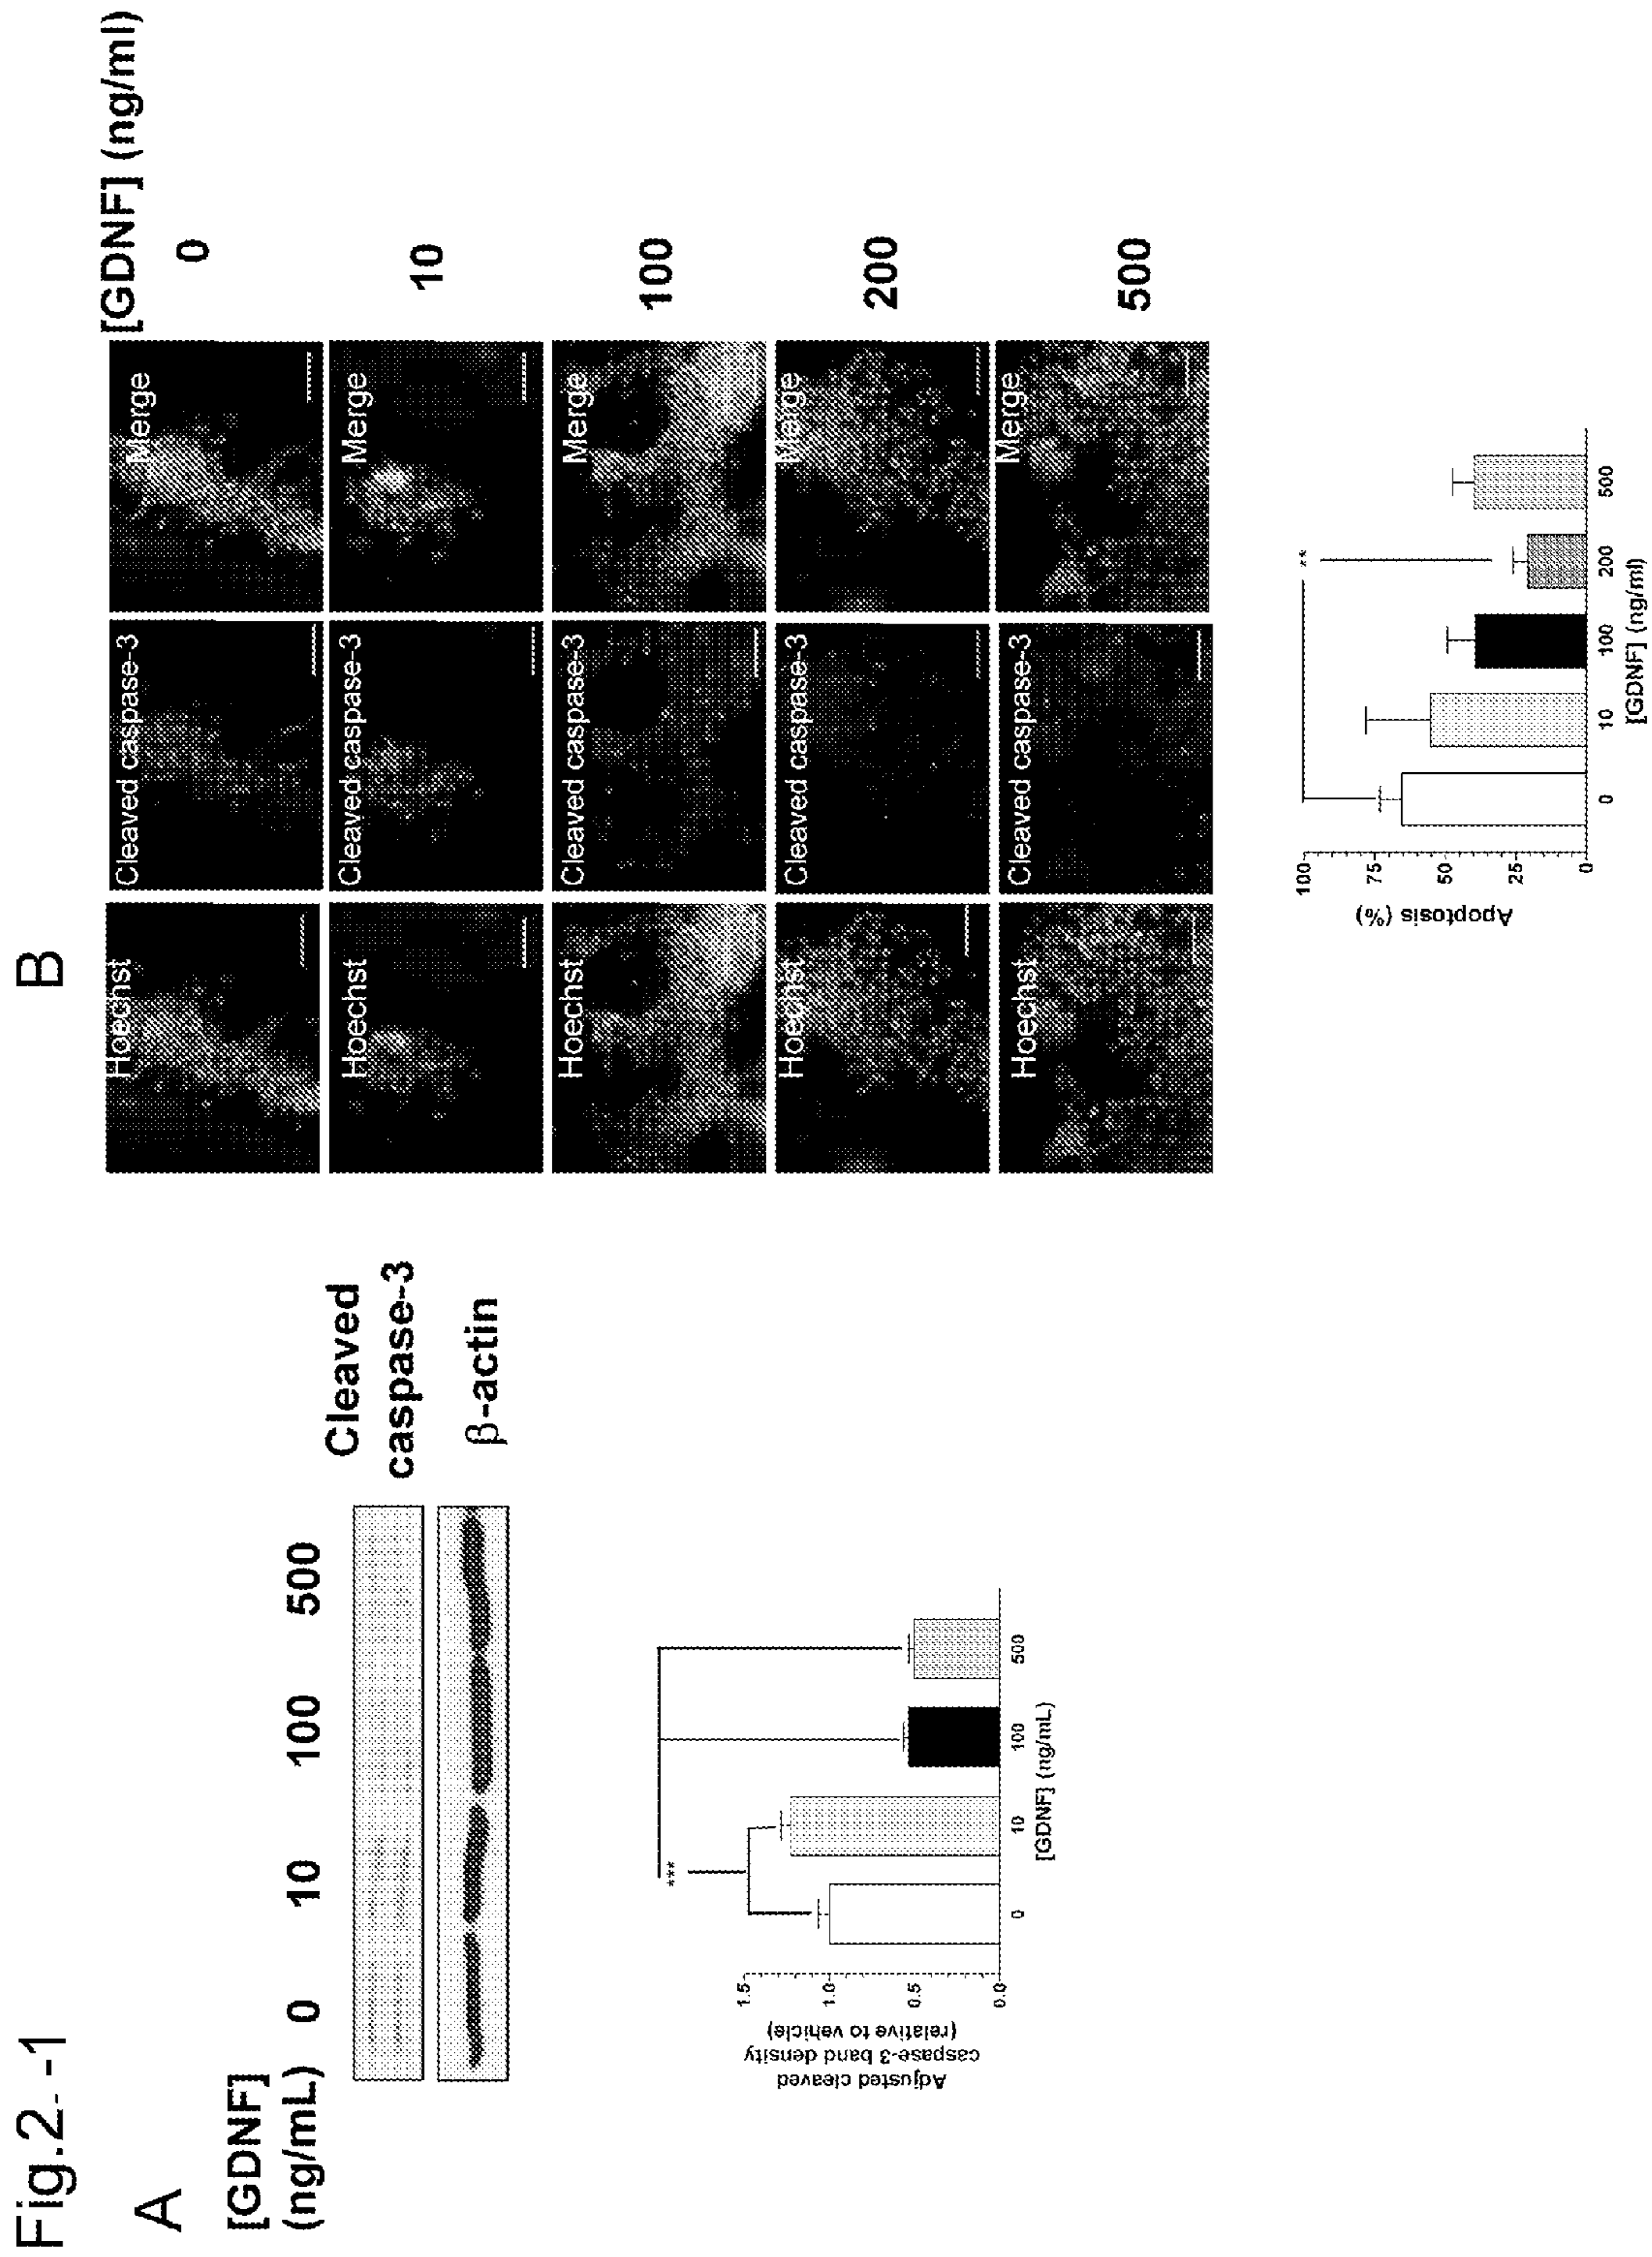 Fig.2-1
A
[GDNF]
(ng/mL)
0
10
100
500
Cleaved
caspase-3
β-actin
Adjusted cleaved
caspase-3 band density
(relative to vehicle)
1.5
1.0
0.5
0.0
***
0
10
100
500
[GDNF] (ng/mL)
B
[GDNF] (ng/ml)
Hoechst
Cleaved caspase-3
Merge
0
Hoechst
Cleaved caspase-3
Merge
10
Hoechst
Cleaved caspase-3
Merge
100
Hoechst
Cleaved caspase-3
Merge
200
Hoechst
Cleaved caspase-3
Merge
500
Apoptosis (%)
100
75
50
25
0
**
0
10
100
200
500
[GDNF] (ng/ml)